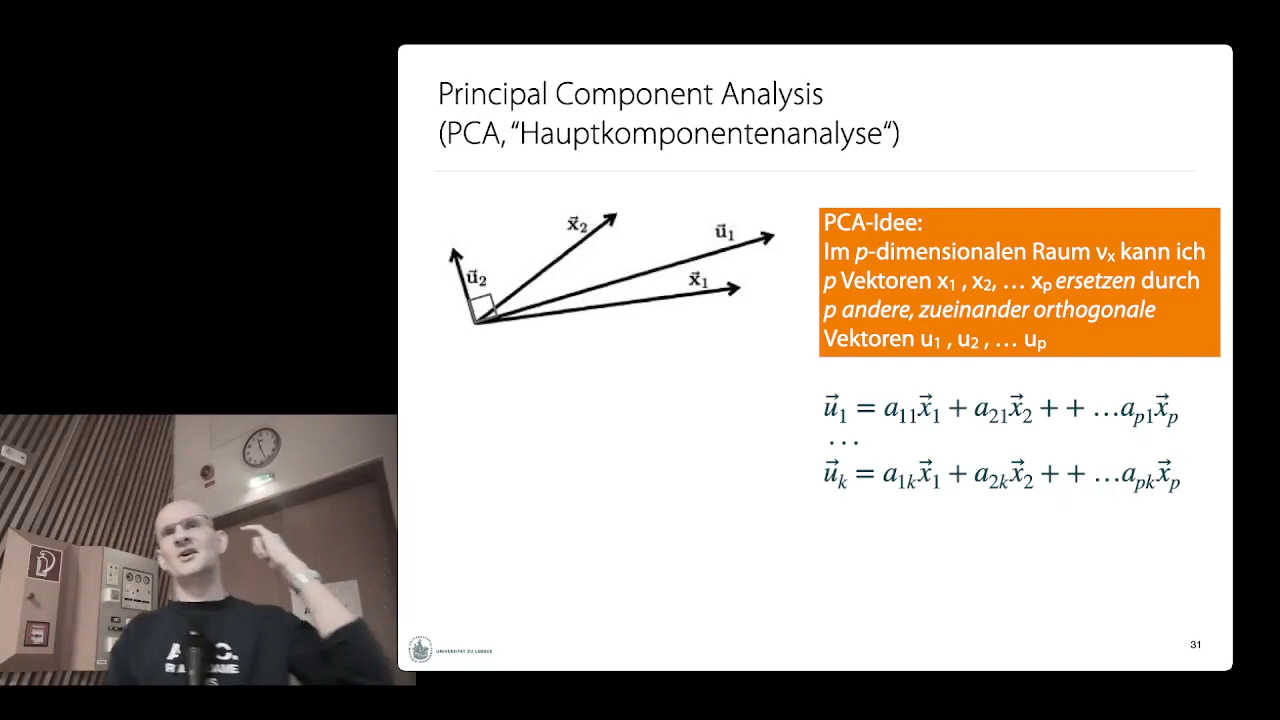 Principal Component Analysis
(PCA, “Hauptkomponentenanalyse“)
x⃗₂
u⃗₁
u⃗₂
x⃗₁
PCA-Idee:
Im p-dimensionalen Raum νₓ kann ich
p Vektoren x₁ , x₂, … xₚ ersetzen durch
p andere, zueinander orthogonale
Vektoren u₁ , u₂ , … uₚ
u⃗₁ = a₁₁x⃗₁ + a₂₁x⃗₂ + + …aₚ₁x⃗ₚ
…
u⃗ₖ = a₁ₖx⃗₁ + a₂ₖx⃗₂ + + …aₚₖx⃗ₚ
UNIVERSITÄT ZU LÜBECK
31